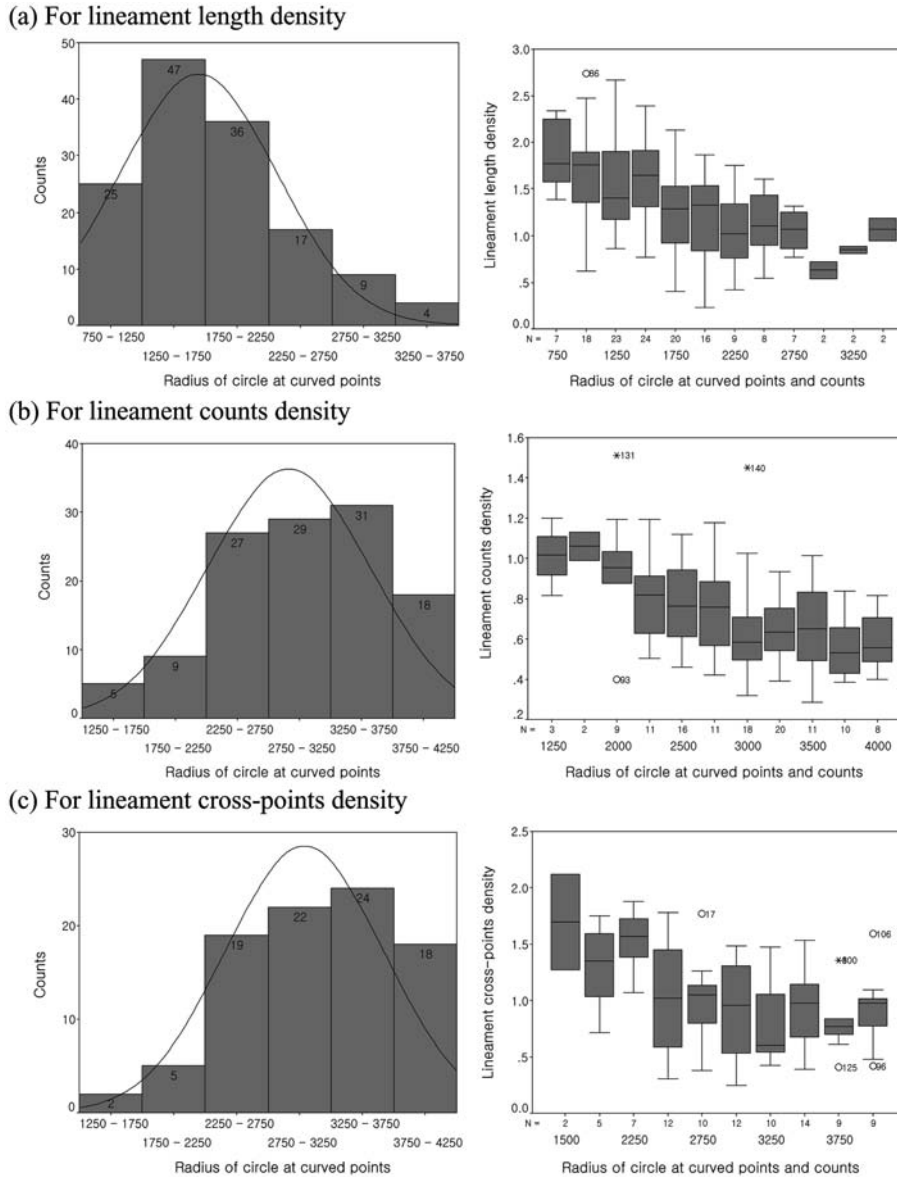 (a) For lineament length density
50
40
30
20
10
0
Counts
25
47
36
17
9
4
750 – 1250
1750 – 2250
2750 – 3250
1250 – 1750
2250 – 2750
3250 – 3750
Radius of circle at curved points
3.0
2.5
2.0
1.5
1.0
0.0
Lineament length density
O86
N = 7 18 23 24 20 16 9 8 7 2 2 2
750 1250 1750 2250 2750 3250
Radius of circle at curved points and counts
(b) For lineament counts density
40
30
20
10
0
Counts
5
9
27
29
31
18
1250 – 1750
2250 – 2750
3250 – 3750
1750 – 2250
2750 – 3250
3750 – 4250
Radius of circle at curved points
1.6
1.4
1.2
1.0
.8
.6
.4
.2
Lineament counts density
*131
*140
O93
N = 3 2 9 11 16 11 18 20 11 10 8
1250 2000 2500 3000 3500 4000
Radius of circle at curved points and counts
(c) For lineament cross-points density
30
20
10
0
Counts
2
5
19
22
24
18
1250 – 1750
2250 – 2750
3250 – 3750
1750 – 2250
2750 – 3250
3750 – 4250
Radius of circle at curved points
2.5
2.0
1.5
1.0
.5
0.0
Lineament cross-points density
O17
O106
O125
O96
N = 2 5 7 12 10 12 10 14 9 9
1500 2250 2750 3250 3750
Radius of circle at curved points and counts